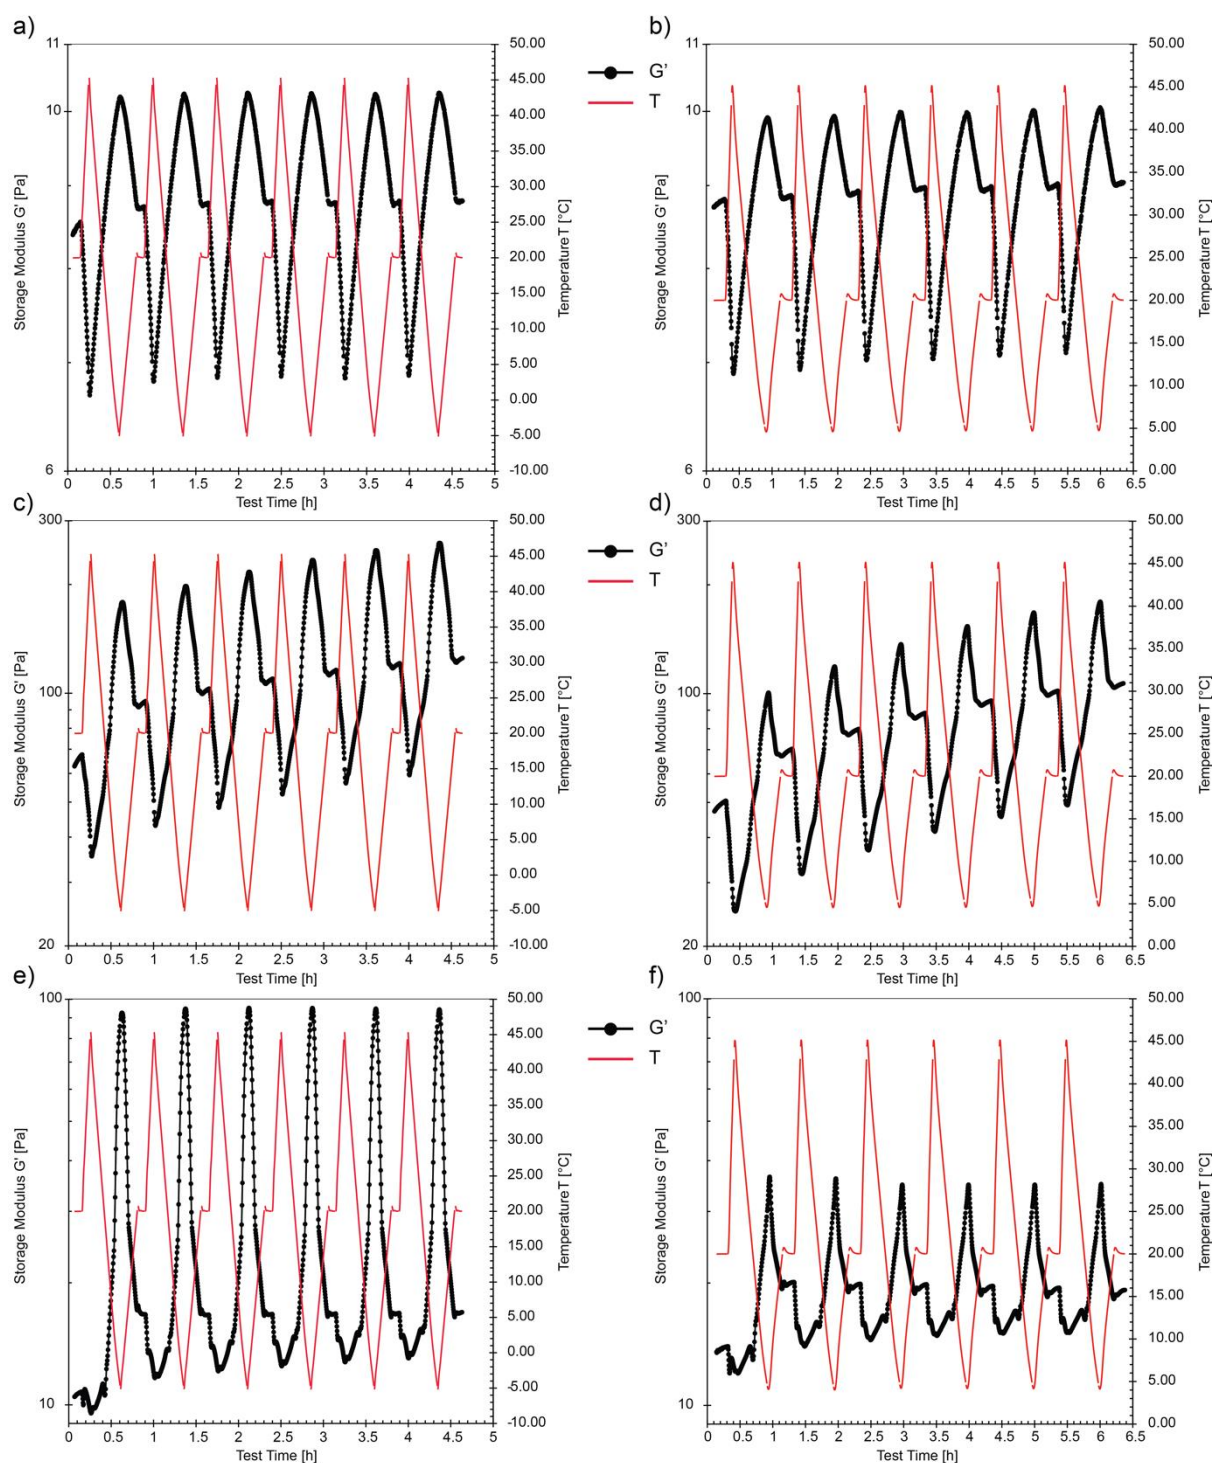 a)
11
10
6
Storage Modulus G' [Pa]
50.00
45.00
40.00
35.00
30.00
25.00
20.00
15.00
10.00
5.00
0.00
-5.00
-10.00
Temperature T [°C]
0 0.5 1 1.5 2 2.5 3 3.5 4 4.5 5
Test Time [h]
G'
T
b)
11
10
6
Storage Modulus G' [Pa]
50.00
45.00
40.00
35.00
30.00
25.00
20.00
15.00
10.00
5.00
0.00
Temperature T [°C]
0 0.5 1 1.5 2 2.5 3 3.5 4 4.5 5 5.5 6 6.5
Test Time [h]
c)
300
100
20
Storage Modulus G' [Pa]
50.00
45.00
40.00
35.00
30.00
25.00
20.00
15.00
10.00
5.00
0.00
-5.00
-10.00
Temperature T [°C]
0 0.5 1 1.5 2 2.5 3 3.5 4 4.5 5
Test Time [h]
G'
T
d)
300
100
20
Storage Modulus G' [Pa]
50.00
45.00
40.00
35.00
30.00
25.00
20.00
15.00
10.00
5.00
0.00
Temperature T [°C]
0 0.5 1 1.5 2 2.5 3 3.5 4 4.5 5 5.5 6 6.5
Test Time [h]
e)
100
10
Storage Modulus G' [Pa]
50.00
45.00
40.00
35.00
30.00
25.00
20.00
15.00
10.00
5.00
0.00
-5.00
-10.00
Temperature T [°C]
0 0.5 1 1.5 2 2.5 3 3.5 4 4.5 5
Test Time [h]
G'
T
f)
100
10
Storage Modulus G' [Pa]
50.00
45.00
40.00
35.00
30.00
25.00
20.00
15.00
10.00
5.00
0.00
Temperature T [°C]
0 0.5 1 1.5 2 2.5 3 3.5 4 4.5 5 5.5 6 6.5
Test Time [h]